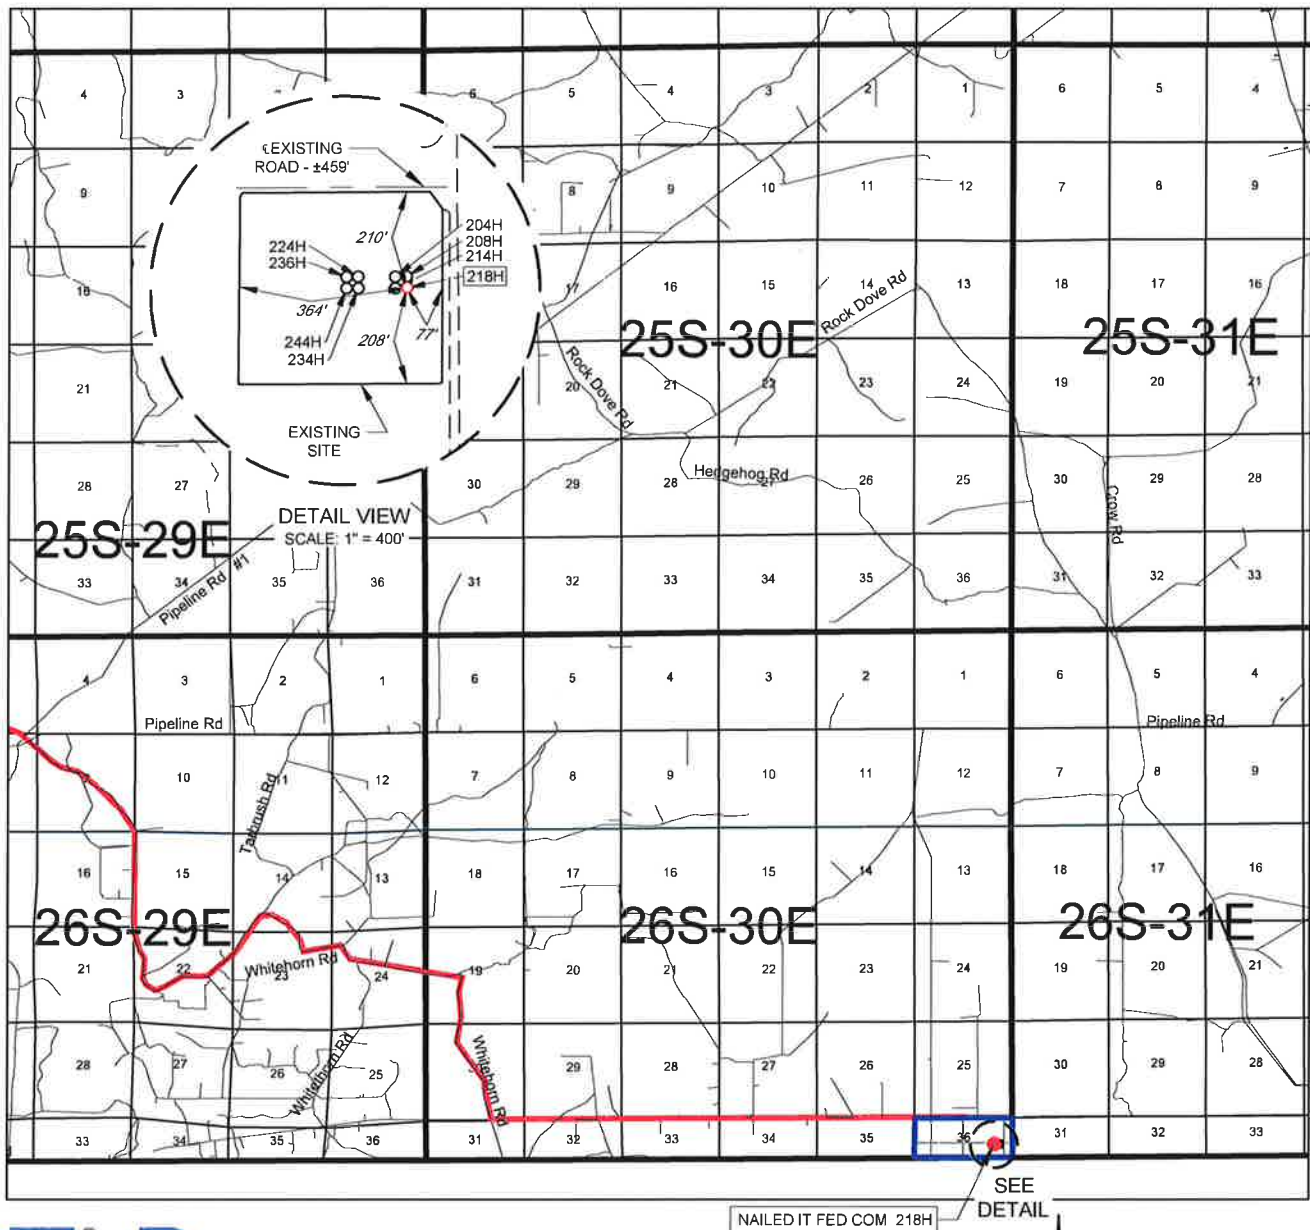 4 3 6 5 4 3 2 1 6 5 4
EXISTING
ROAD - ±459'
9 8 9 10 11 12 7 8 9
204H
210'
208H
224H
214H
236H
218H
16 17 16 15 14 13 18 17 16
364'
Rock Dove Rd
77'
244H
208'
25S-30E
25S-31E
234H
Rock Dove Rd
21 20 21 22 23 24 19 20 21
EXISTING
SITE
Hedgehog Rd
28 27 30 29 28 27 26 25 30 29 28
Crow Rd
DETAIL VIEW
25S-29E
SCALE: 1" = 400'
33 34 35 36 31 32 33 34 35 36 31 32 33
Pipeline Rd #1
4 3 2 1 6 5 4 3 2 1 6 5 4
Pipeline Rd
Pipeline Rd
10 11 12 7 8 9 10 11 12 7 8 9
Tarbrush Rd
16 15 14 13 18 17 16 15 14 13 18 17 16
26S-29E
26S-30E
26S-31E
21 22 23 24 19 20 21 22 23 24 19 20 21
Whitehorn Rd
28 27 26 25 29 28 27 26 25 30 29 28
Whitehorn Rd
Whitehorn Rd
33 34 35 36 31 32 33 34 35 36 31 32 33
SEE
DETAIL
NAILED IT FED COM 218H